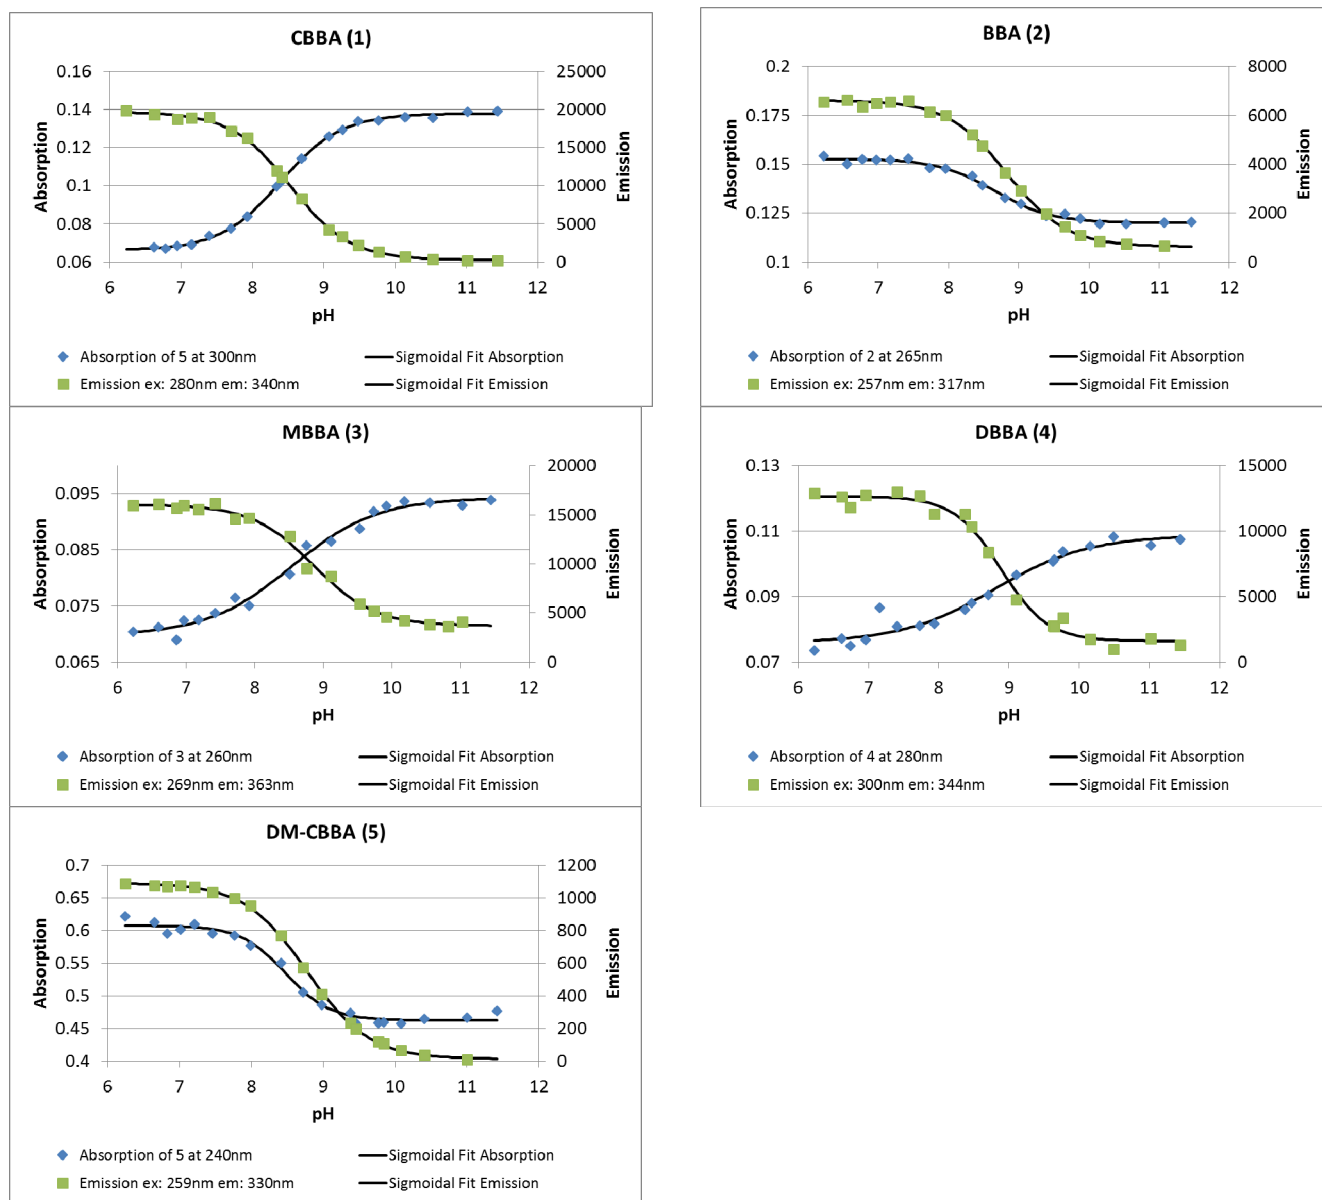 CBBA (1)
0.16
0.14
0.12
0.1
0.08
0.06
Absorption
25000
20000
15000
10000
5000
0
Emission
6 7 8 9 10 11 12
pH
Absorption of 5 at 300nm Sigmoidal Fit Absorption
Emission ex: 280nm em: 340nm Sigmoidal Fit Emission
BBA (2)
0.2
0.175
0.15
0.125
0.1
Absorption
8000
6000
4000
2000
0
Emission
6 7 8 9 10 11 12
pH
Absorption of 2 at 265nm Sigmoidal Fit Absorption
Emission ex: 257nm em: 317nm Sigmoidal Fit Emission
MBBA (3)
0.095
0.085
0.075
0.065
Absorption
20000
15000
10000
5000
0
Emission
6 7 8 9 10 11 12
pH
Absorption of 3 at 260nm Sigmoidal Fit Absorption
Emission ex: 269nm em: 363nm Sigmoidal Fit Emission
DBBA (4)
0.13
0.11
0.09
0.07
Absorption
15000
10000
5000
0
Emission
6 7 8 9 10 11 12
pH
Absorption of 4 at 280nm Sigmoidal Fit Absorption
Emission ex: 300nm em: 344nm Sigmoidal Fit Emission
DM-CBBA (5)
0.7
0.65
0.6
0.55
0.5
0.45
0.4
Absorption
1200
1000
800
600
400
200
0
Emission
6 7 8 9 10 11 12
pH
Absorption of 5 at 240nm Sigmoidal Fit Absorption
Emission ex: 259nm em: 330nm Sigmoidal Fit Emission